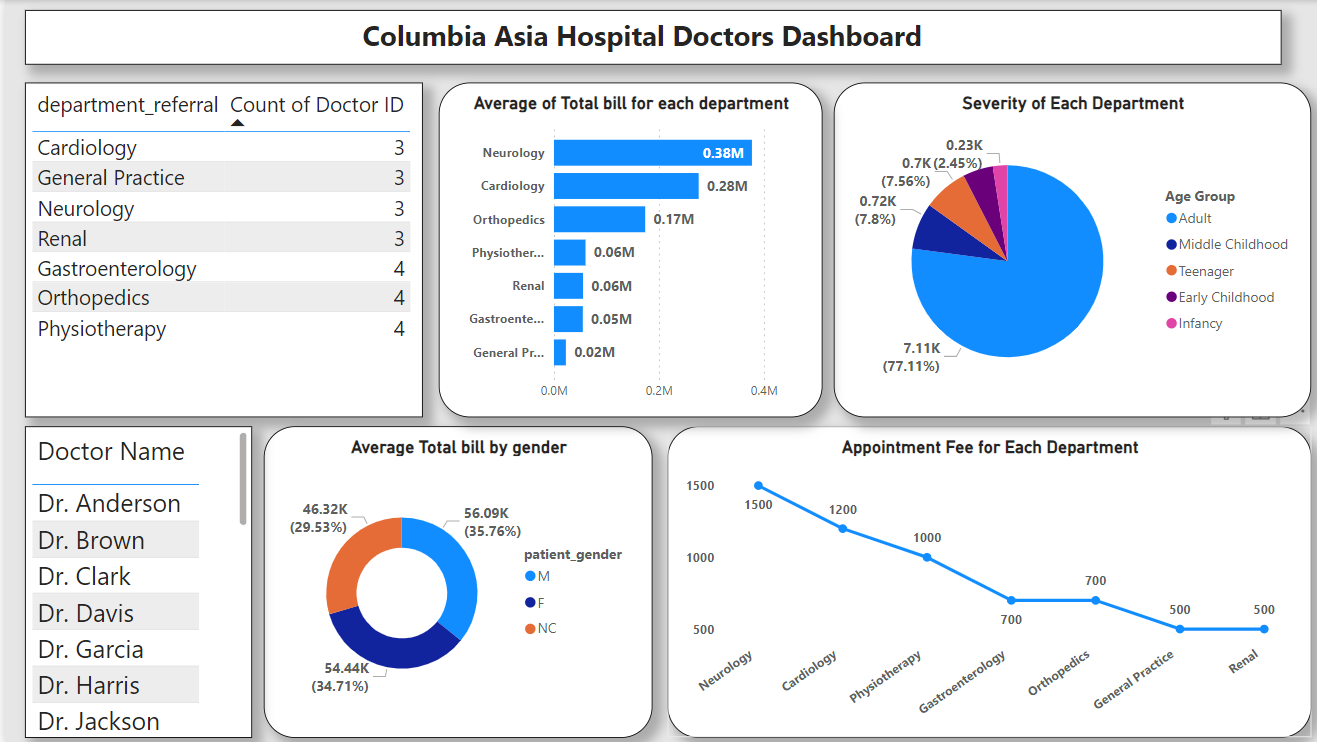 Columbia Asia Hospital Doctors Dashboard
department_referral Count of Doctor ID
Cardiology 3
General Practice 3
Neurology 3
Renal 3
Gastroenterology 4
Orthopedics 4
Physiotherapy 4
Average of Total bill for each department
Neurology 0.38M
Cardiology 0.28M
Orthopedics 0.17M
Physiother... 0.06M
Renal 0.06M
Gastroente... 0.05M
General Pr... 0.02M
0.0M 0.2M 0.4M
Severity of Each Department
0.23K
(2.45%)
0.7K
(7.56%)
0.72K
(7.8%)
7.11K
(77.11%)
Age Group
Adult
Middle Childhood
Teenager
Early Childhood
Infancy
Doctor Name
Dr. Anderson
Dr. Brown
Dr. Clark
Dr. Davis
Dr. Garcia
Dr. Harris
Dr. Jackson
Average Total bill by gender
46.32K
(29.53%)
56.09K
(35.76%)
54.44K
(34.71%)
patient_gender
M
F
NC
Appointment Fee for Each Department
1500
1000
500
1500
1200
1000
700
700
500
500
Neurology
Cardiology
Physiotherapy
Gastroenterology
Orthopedics
General Practice
Renal